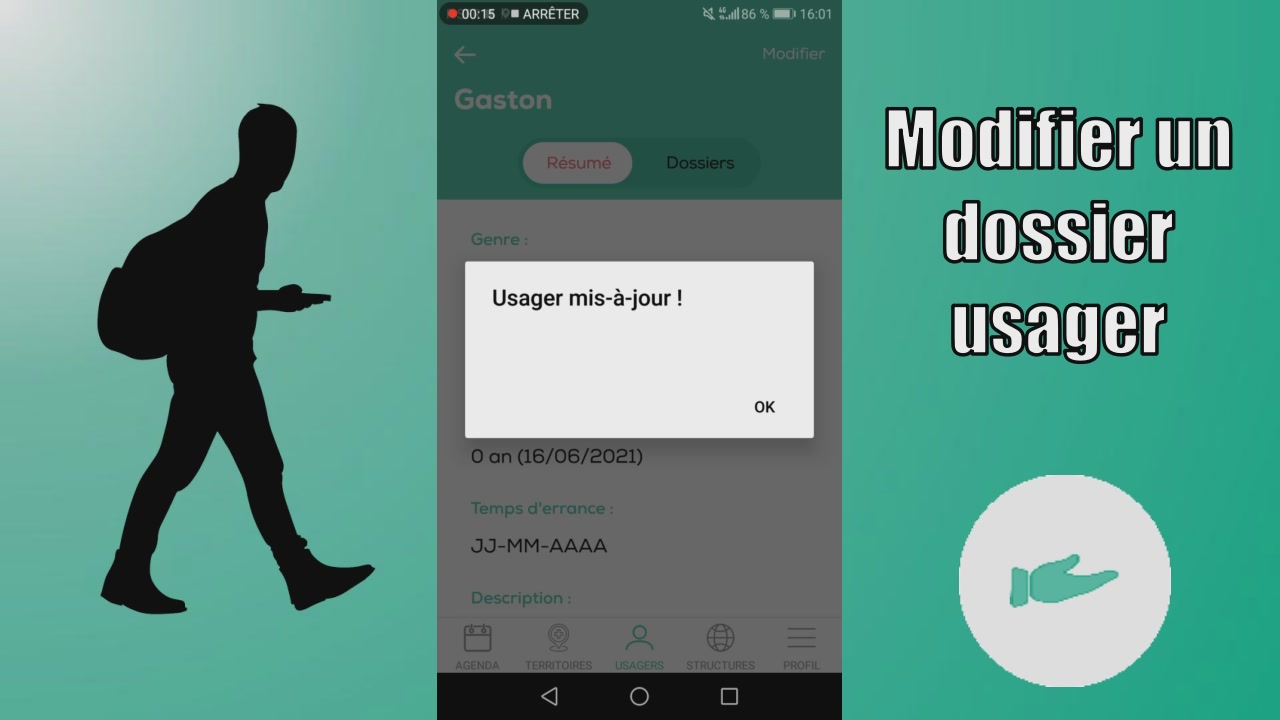 00:15 ARRÊTER
86 % 16:01
Modifier
Gaston
Résumé Dossiers
Genre :
Usager mis-à-jour !
OK
0 an (16/06/2021)
Temps d'errance :
JJ-MM-AAAA
Description :
AGENDA TERRITOIRES USAGERS STRUCTURES PROFIL
Modifier un
dossier
usager